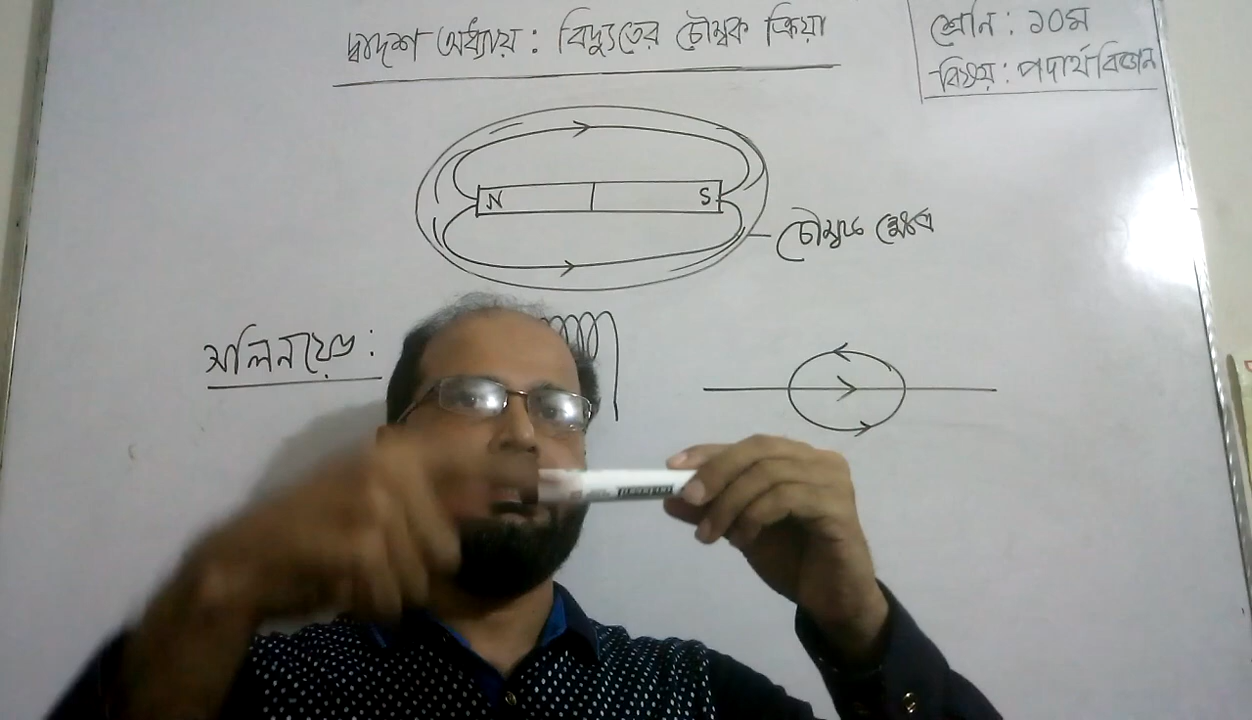 দ্বাদশ অধ্যায় : বিদ্যুতের চৌম্বক ক্রিয়া
শ্রেনি : ১০ম
বিষয় : পদার্থবিজ্ঞান
N S
চৌম্বক ক্ষেত্র
সলিনয়েড :